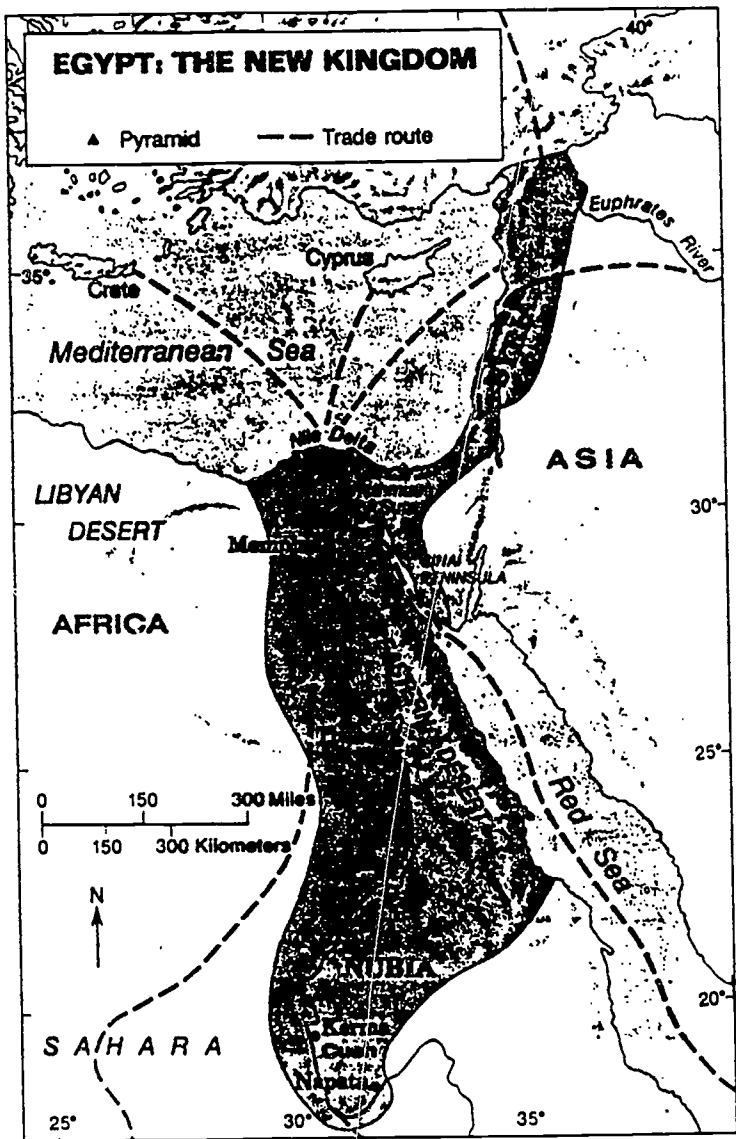 40°
EGYPT: THE NEW KINGDOM
▲ Pyramid — — — Trade route
Euphrates River
Cyprus
35°
Crate
Mediterranean Sea
Nile Delta
ASIA
LIBYAN
DESERT
30°
SINAI
PENINSULA
AFRICA
DESERT
25°
0 150 300 Miles
0 150 300 Kilometers
Red Sea
N
NUBIA
20°
Kerma
SAHARA
Cush
Napata
25°
30°
35°